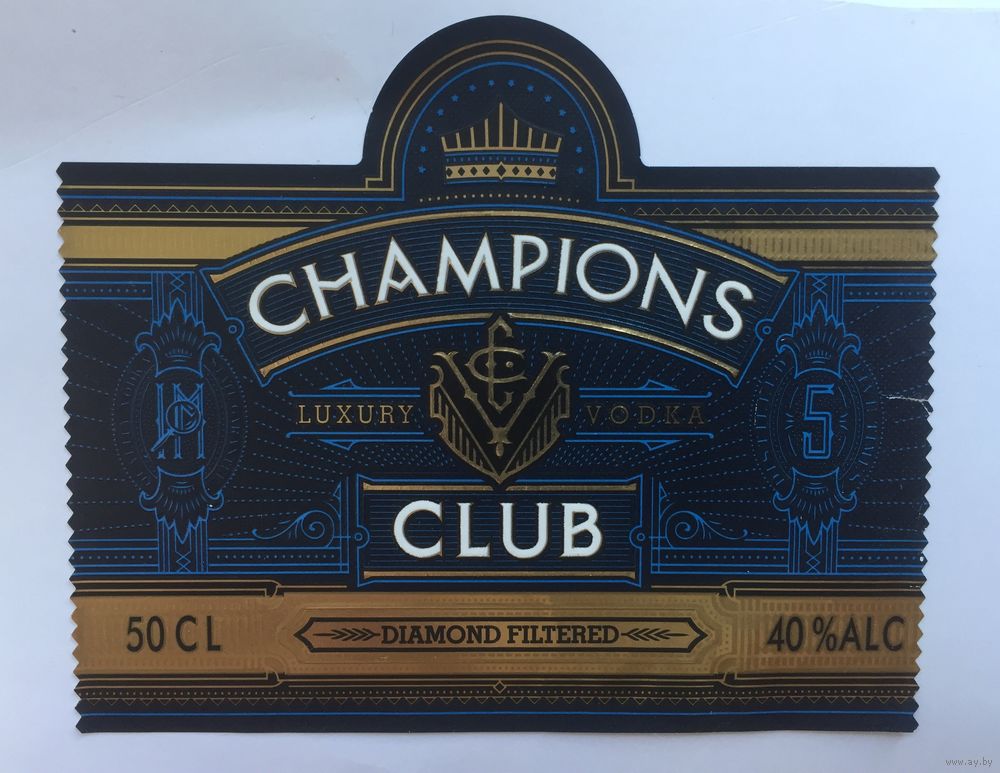 CHAMPIONS
LUXURY VODKA
5
CLUB
50 CL DIAMOND FILTERED 40 %ALC
www.ay.by